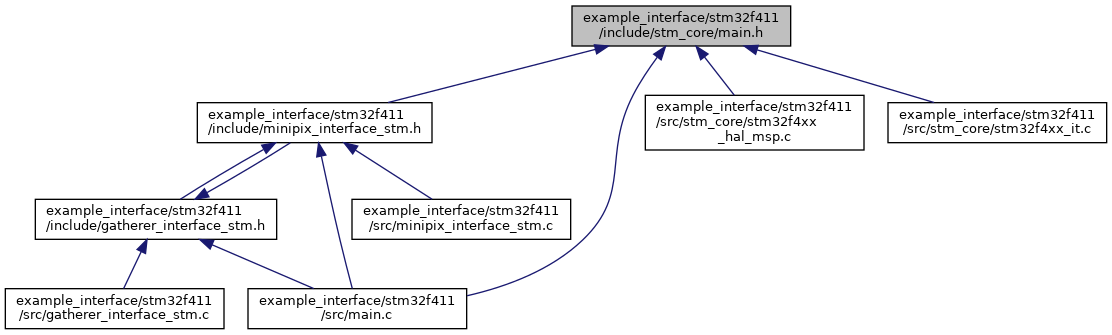 example_interface/stm32f411
/include/stm_core/main.h
example_interface/stm32f411
/include/minipix_interface_stm.h
example_interface/stm32f411
/src/stm_core/stm32f4xx
_hal_msp.c
example_interface/stm32f411
/src/stm_core/stm32f4xx_it.c
example_interface/stm32f411
/include/gatherer_interface_stm.h
example_interface/stm32f411
/src/minipix_interface_stm.c
example_interface/stm32f411
/src/gatherer_interface_stm.c
example_interface/stm32f411
/src/main.c